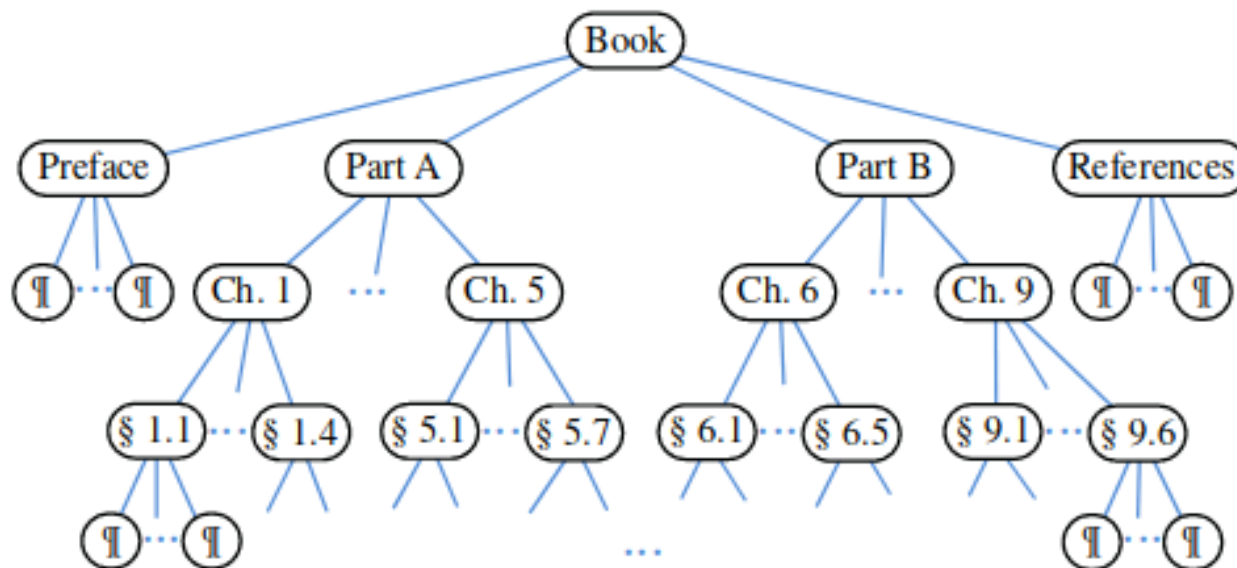 Book
Preface Part A Part B References
¶ ... ¶ Ch. 1 ... Ch. 5 Ch. 6 ... Ch. 9 ¶ ... ¶
§ 1.1 ... § 1.4 § 5.1 ... § 5.7 § 6.1 ... § 6.5 § 9.1 ... § 9.6
¶ ... ¶ ... ¶ ... ¶